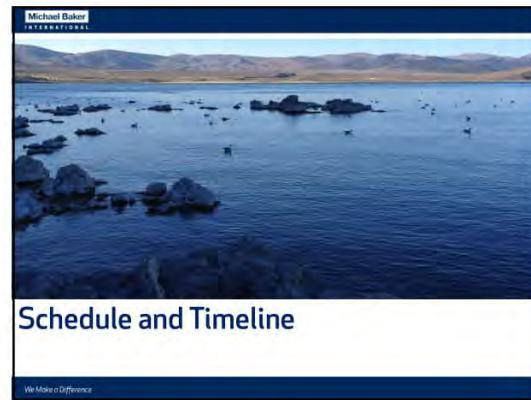 Michael Baker
INTERNATIONAL
Schedule and Timeline
We Make a Difference